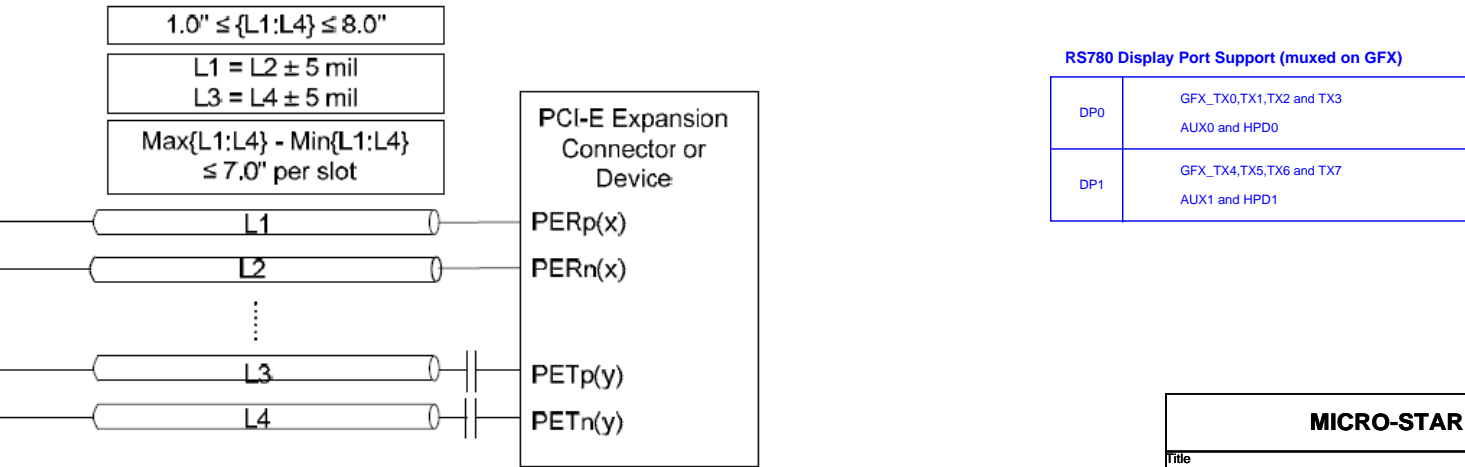 1.0" ≤ {L1:L4} ≤ 8.0"
L1 = L2 ± 5 mil
L3 = L4 ± 5 mil
Max{L1:L4} - Min{L1:L4}
≤ 7.0" per slot
PCI-E Expansion
Connector or
Device
L1
PERp(x)
L2
PERn(x)
L3
PETp(y)
L4
PETn(y)
RS780 Display Port Support (muxed on GFX)
DP0
GFX_TX0,TX1,TX2 and TX3
AUX0 and HPD0
DP1
GFX_TX4,TX5,TX6 and TX7
AUX1 and HPD1
MICRO-STAR
Title